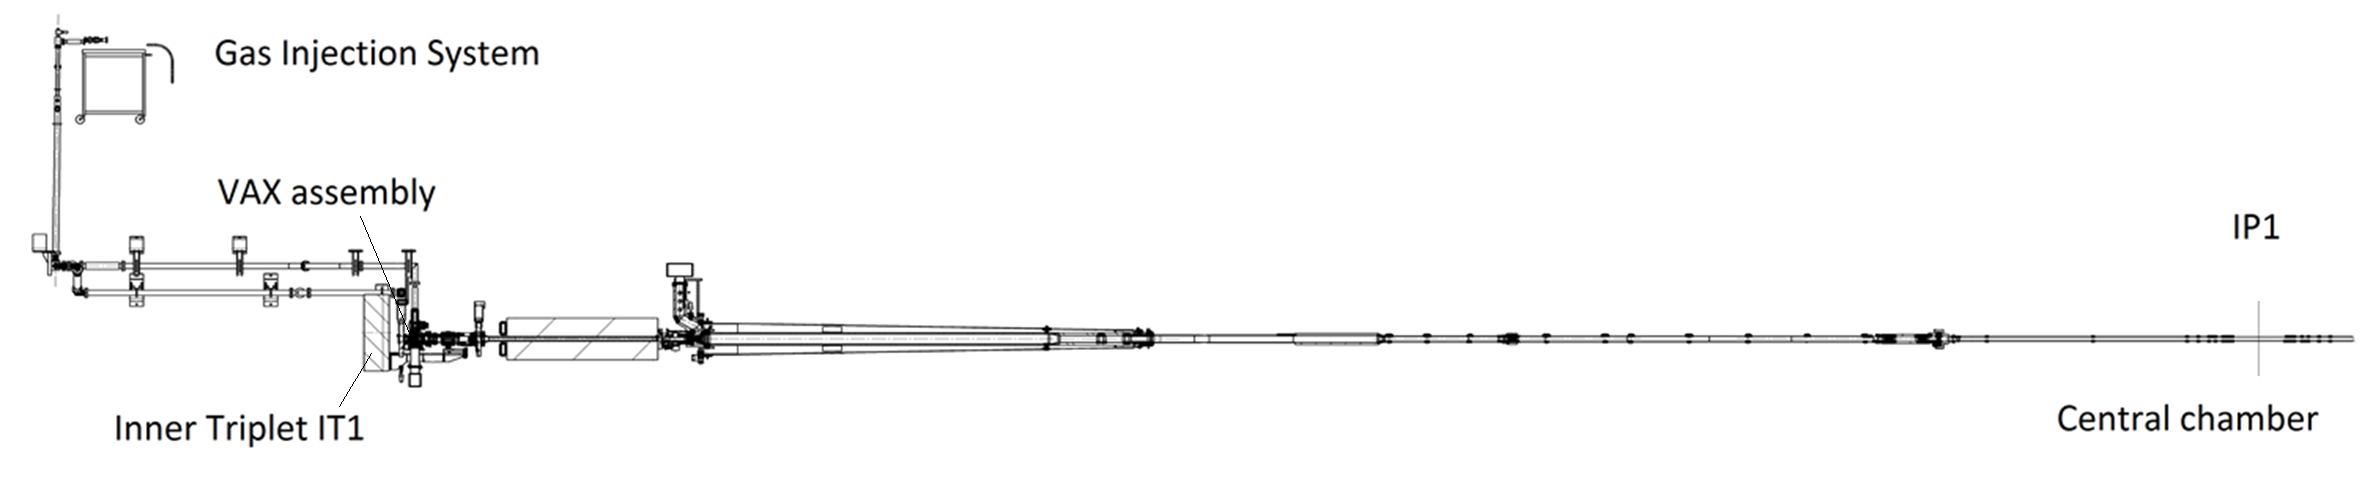 Gas Injection System
VAX assembly
IP1
Inner Triplet IT1
Central chamber